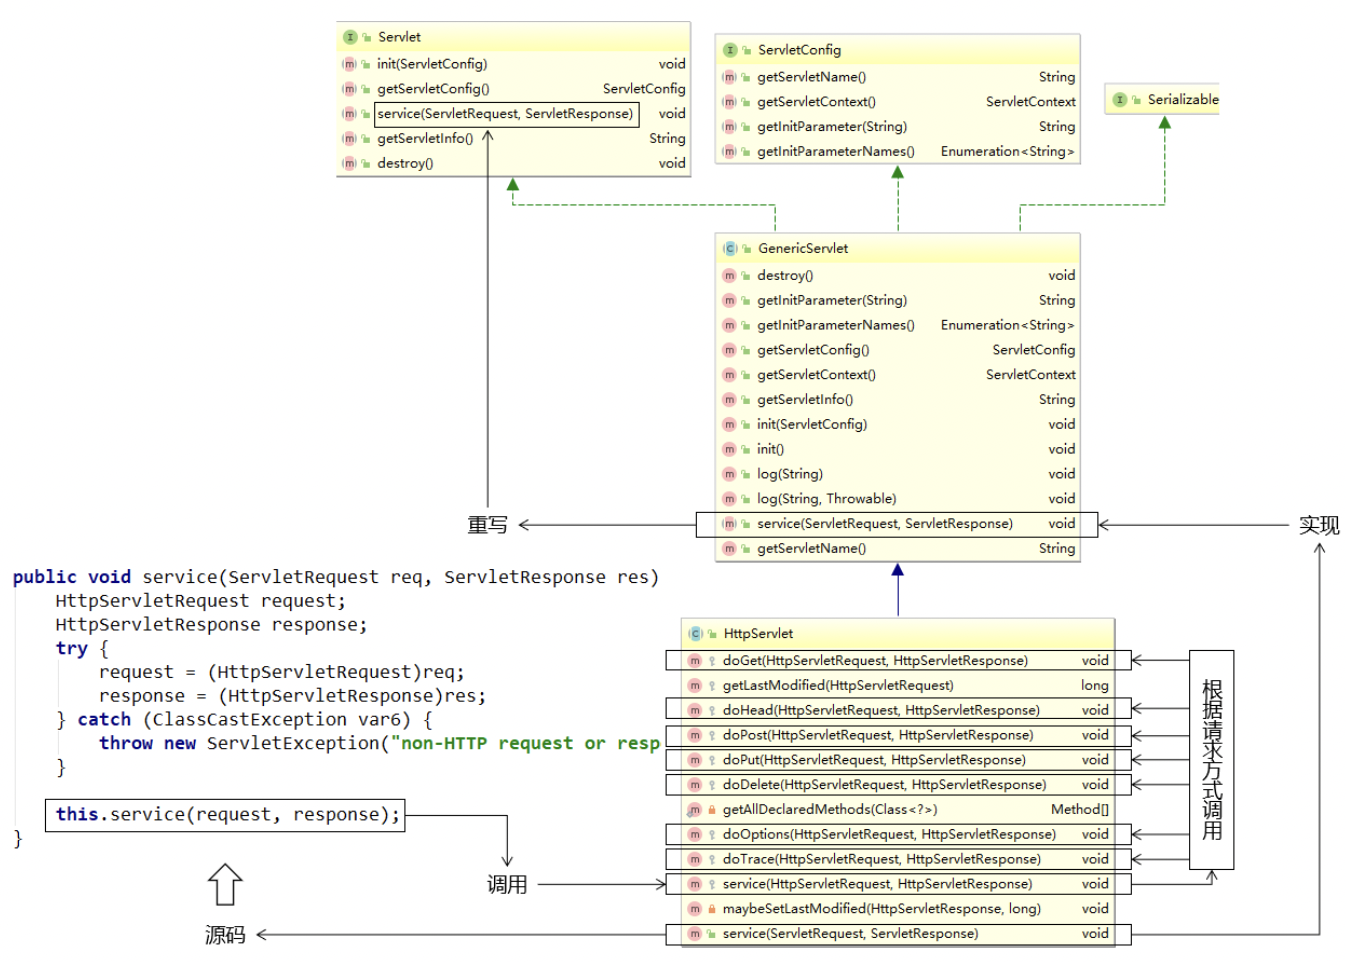 Servlet
init(ServletConfig) void
getServletConfig() ServletConfig
service(ServletRequest, ServletResponse) void
getServletInfo() String
destroy() void
ServletConfig
getServletName() String
getServletContext() ServletContext
getInitParameter(String) String
getInitParameterNames() Enumeration<String>
Serializable
GenericServlet
destroy() void
getInitParameter(String) String
getInitParameterNames() Enumeration<String>
getServletConfig() ServletConfig
getServletContext() ServletContext
getServletInfo() String
init(ServletConfig) void
init() void
log(String) void
log(String, Throwable) void
service(ServletRequest, ServletResponse) void
getServletName() String
重写
实现
public void service(ServletRequest req, ServletResponse res)
HttpServletRequest request;
HttpServletResponse response;
try {
request = (HttpServletRequest)req;
response = (HttpServletResponse)res;
} catch (ClassCastException var6) {
throw new ServletException("non-HTTP request or resp
}
this.service(request, response);
}
调用
源码
HttpServlet
doGet(HttpServletRequest, HttpServletResponse) void
getLastModified(HttpServletRequest) long
doHead(HttpServletRequest, HttpServletResponse) void
doPost(HttpServletRequest, HttpServletResponse) void
doPut(HttpServletRequest, HttpServletResponse) void
doDelete(HttpServletRequest, HttpServletResponse) void
getAllDeclaredMethods(Class<?>) Method[]
doOptions(HttpServletRequest, HttpServletResponse) void
doTrace(HttpServletRequest, HttpServletResponse) void
service(HttpServletRequest, HttpServletResponse) void
maybeSetLastModified(HttpServletResponse, long) void
service(ServletRequest, ServletResponse) void
根据请求方式调用